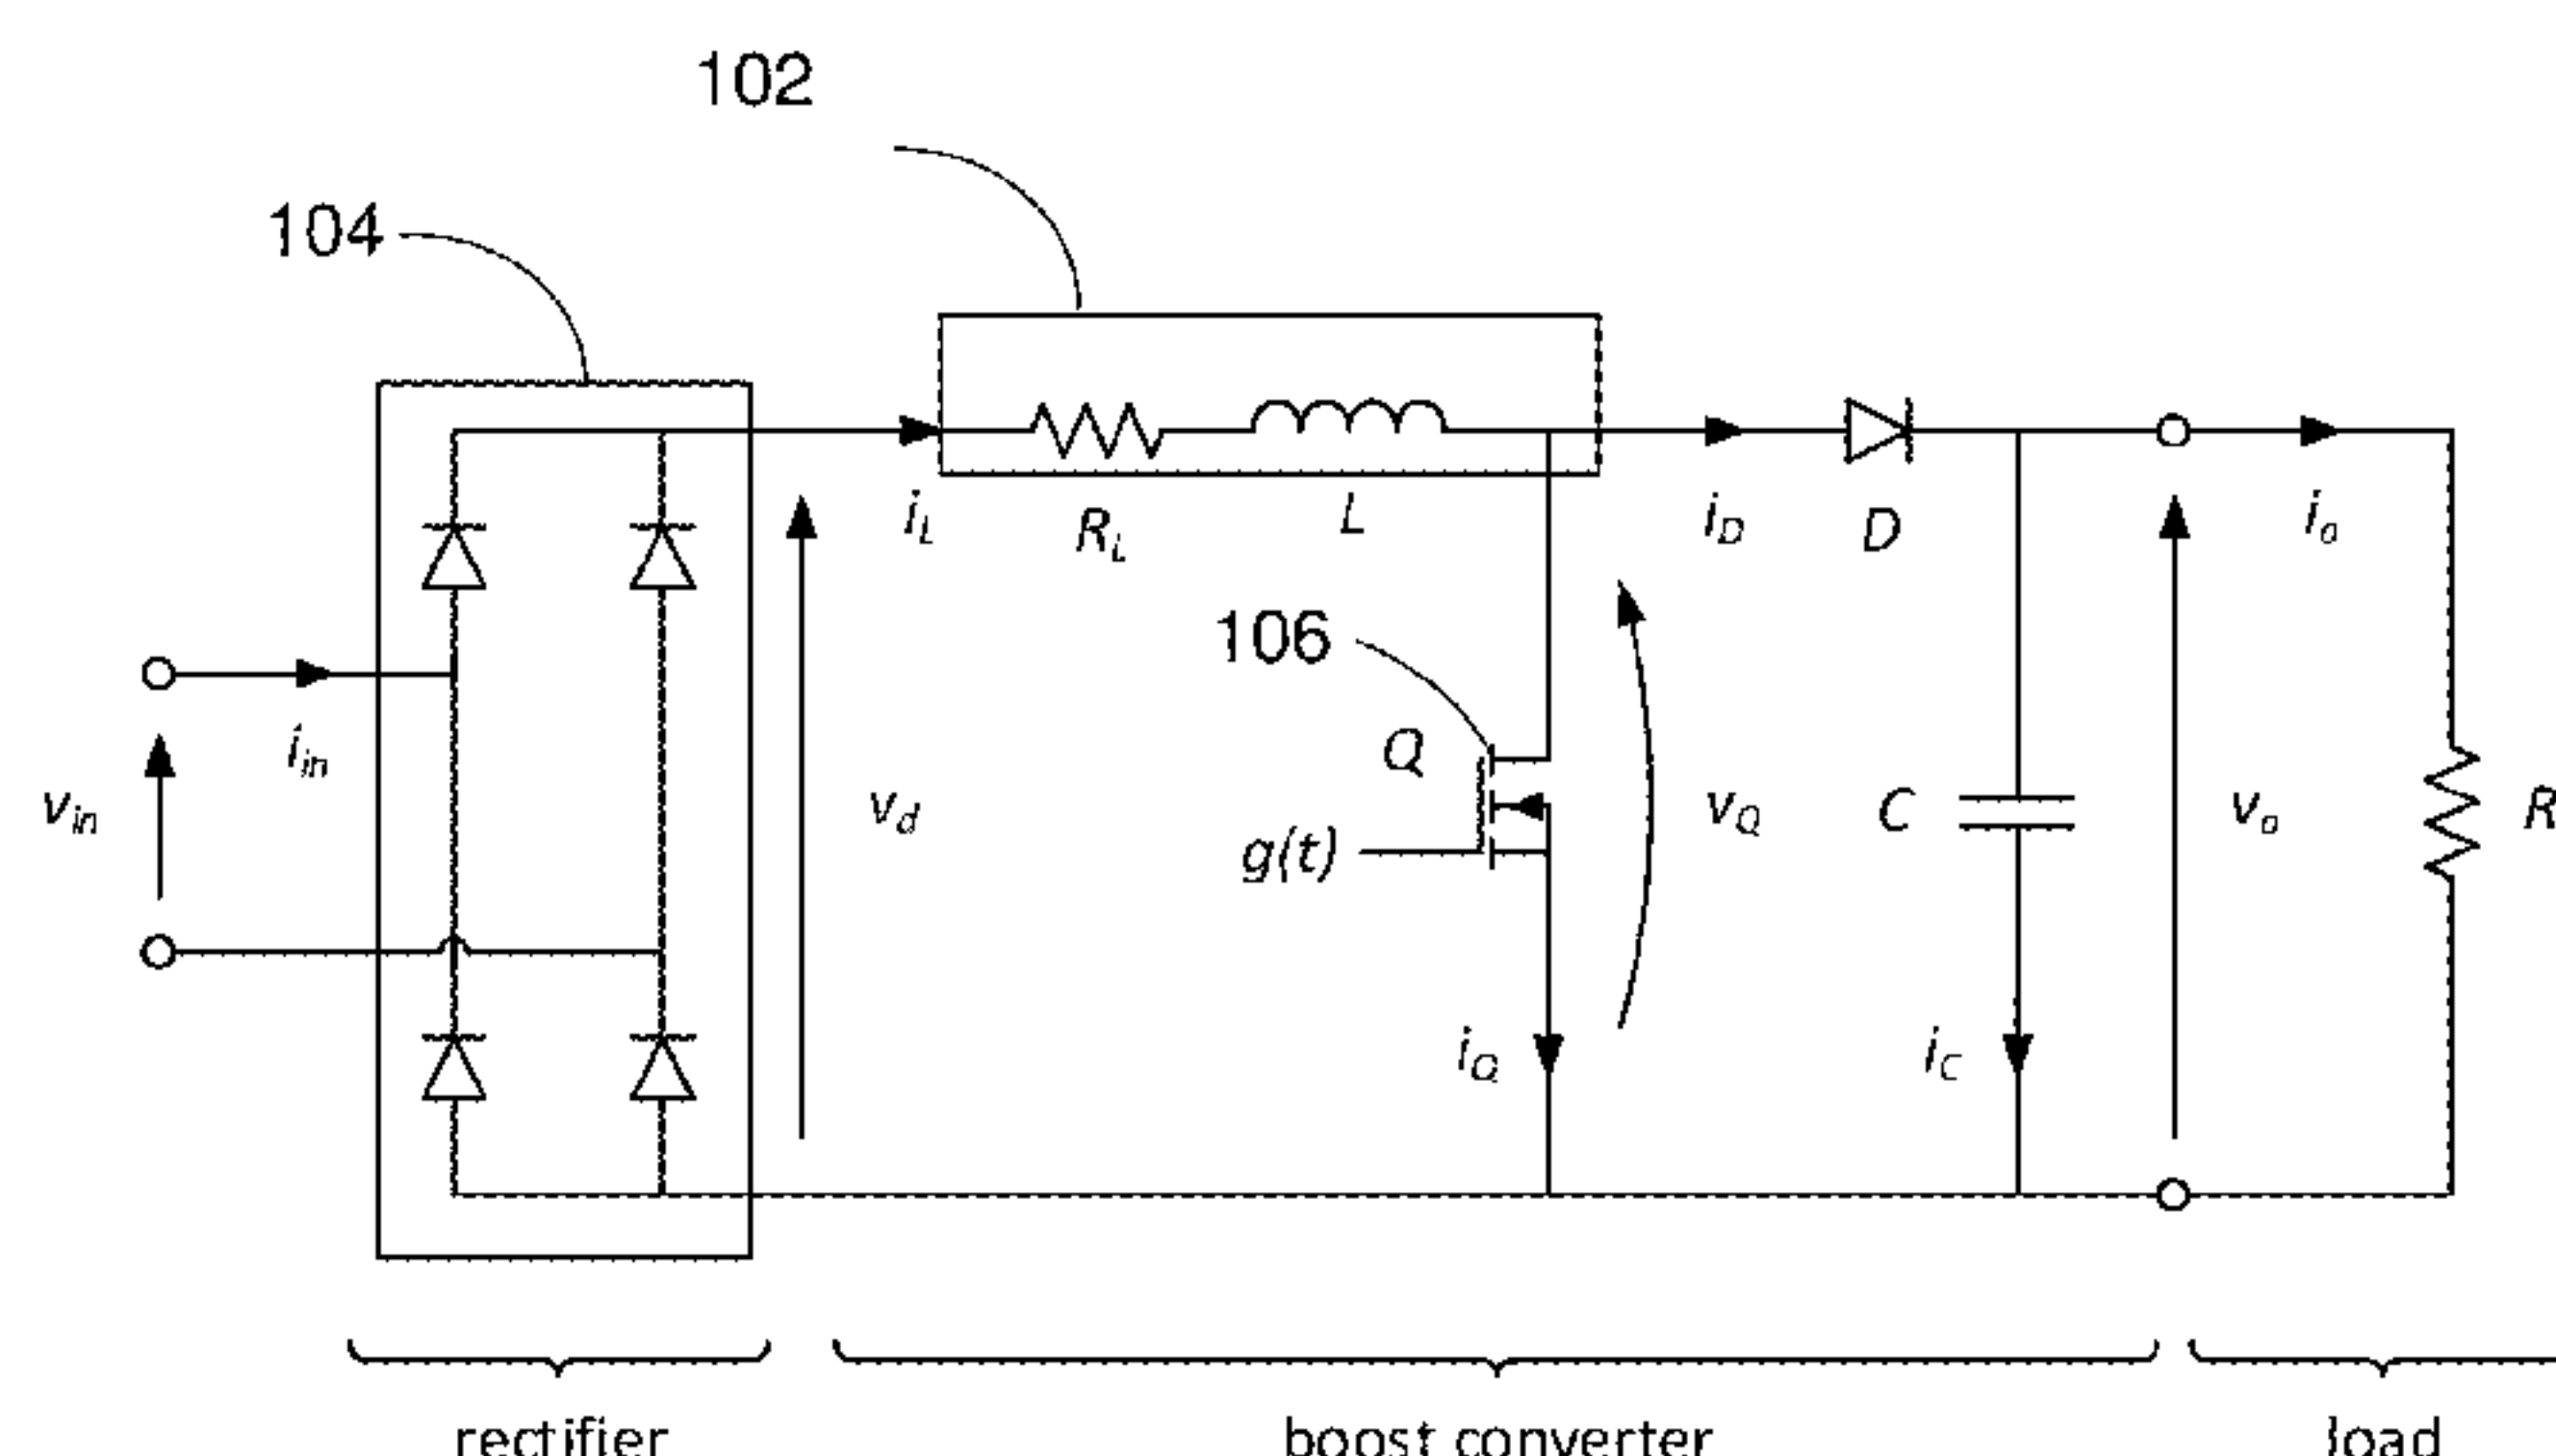 102
104
i_L
R_L
L
i_D
D
i_o
106
Q
i_in
v_in
v_d
g(t)
v_Q
C
v_o
R
i_Q
i_C
rectifier
boost converter
load